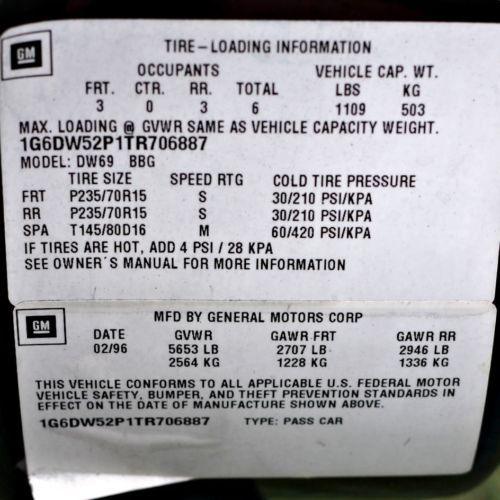 GM
TIRE-LOADING INFORMATION
OCCUPANTS VEHICLE CAP. WT.
FRT. CTR. RR. TOTAL LBS KG
3 0 3 6 1109 503
MAX. LOADING @ GVWR SAME AS VEHICLE CAPACITY WEIGHT.
1G6DW52P1TR706887
MODEL: DW69 BBG
TIRE SIZE SPEED RTG COLD TIRE PRESSURE
FRT P235/70R15 S 30/210 PSI/KPA
RR P235/70R15 S 30/210 PSI/KPA
SPA T145/80D16 M 60/420 PSI/KPA
IF TIRES ARE HOT, ADD 4 PSI / 28 KPA
SEE OWNER'S MANUAL FOR MORE INFORMATION
GM
MFD BY GENERAL MOTORS CORP
DATE GVWR GAWR FRT GAWR RR
02/96 5653 LB 2707 LB 2946 LB
2564 KG 1228 KG 1336 KG
THIS VEHICLE CONFORMS TO ALL APPLICABLE U.S. FEDERAL MOTOR
VEHICLE SAFETY, BUMPER, AND THEFT PREVENTION STANDARDS IN
EFFECT ON THE DATE OF MANUFACTURE SHOWN ABOVE.
1G6DW52P1TR706887 TYPE: PASS CAR